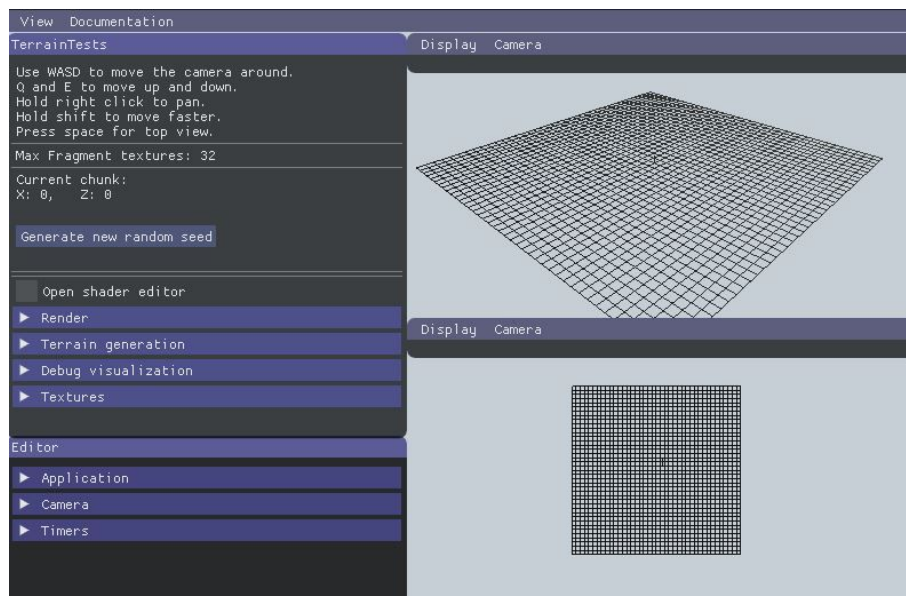 View Documentation
TerrainTests
Use WASD to move the camera around.
Q and E to move up and down.
Hold right click to pan.
Hold shift to move faster.
Press space for top view.
Max Fragment textures: 32
Current chunk:
X: 0, Z: 0
Generate new random seed
Open shader editor
Render
Terrain generation
Debug visualization
Textures
Editor
Application
Camera
Timers
Display Camera
Display Camera